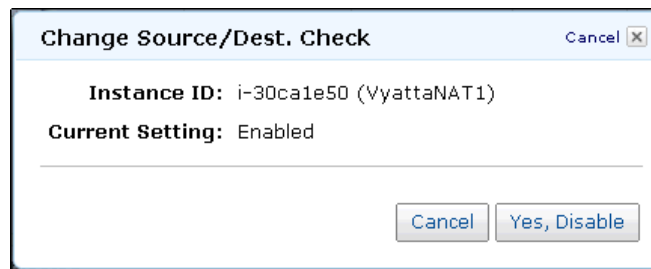 Change Source/Dest. Check Cancel
Instance ID: i-30ca1e50 (VyattaNAT1)
Current Setting: Enabled
Cancel Yes, Disable